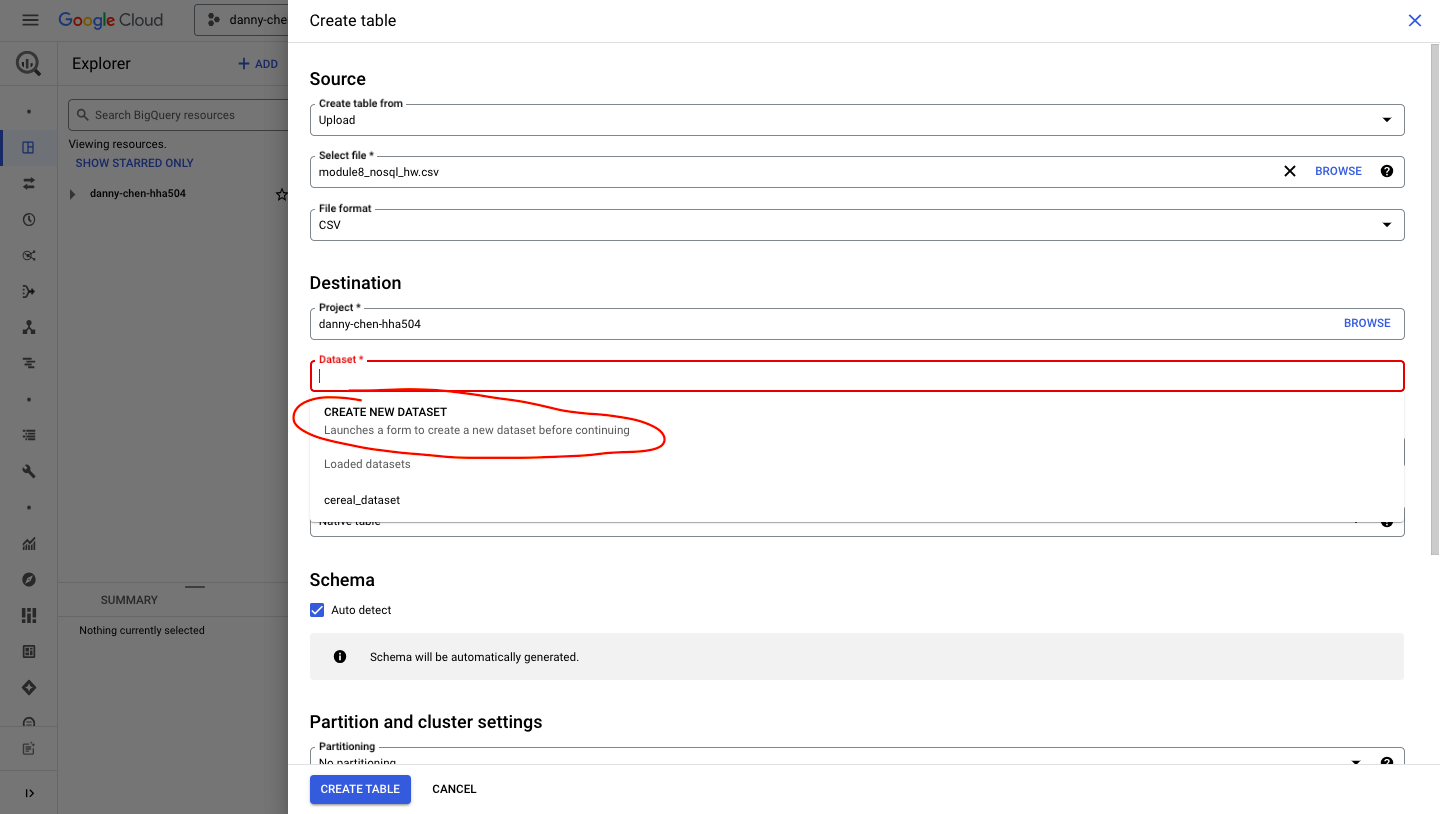 Google Cloud
danny-che
Create table
Explorer
ADD
Search BigQuery resources
Viewing resources.
SHOW STARRED ONLY
danny-chen-hha504
Source
Create table from
Upload
Select file *
module8_nosql_hw.csv
BROWSE
File format
CSV
Destination
Project *
danny-chen-hha504
BROWSE
Dataset *
CREATE NEW DATASET
Launches a form to create a new dataset before continuing
Loaded datasets
cereal_dataset
Native table
Schema
Auto detect
Schema will be automatically generated.
Partition and cluster settings
Partitioning
No partitioning
SUMMARY
Nothing currently selected
CREATE TABLE
CANCEL